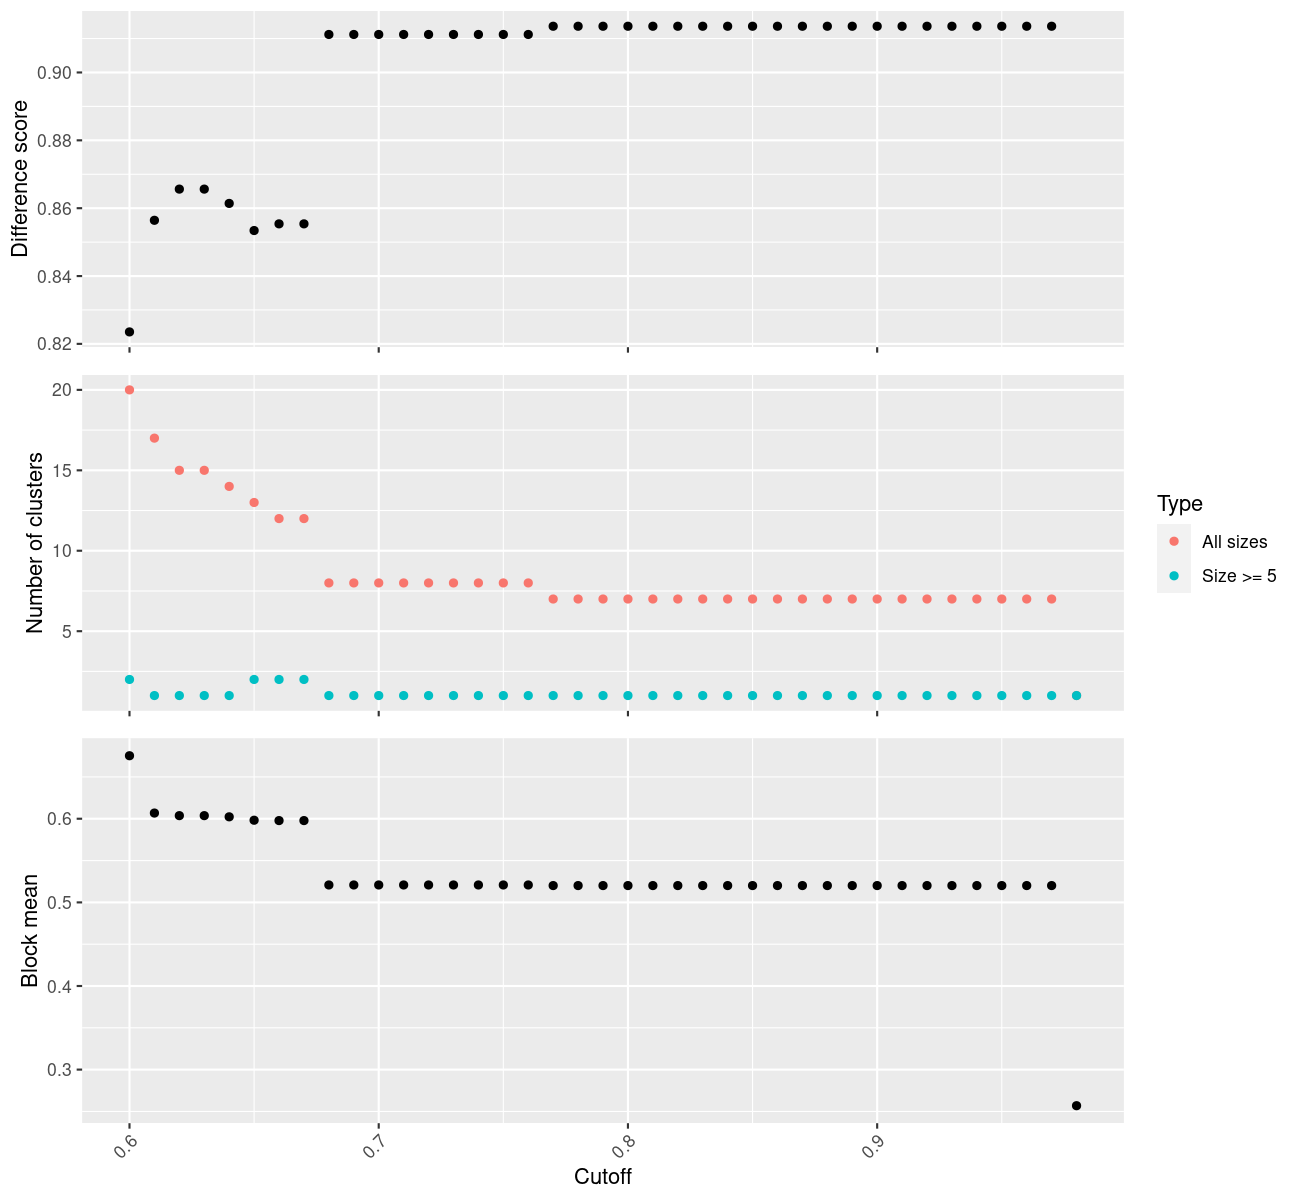 Difference score
0.90
0.88
0.86
0.84
0.82
Number of clusters
20
15
10
5
Type
All sizes
Size >= 5
Block mean
0.6
0.5
0.4
0.3
0.6 0.7 0.8 0.9
Cutoff